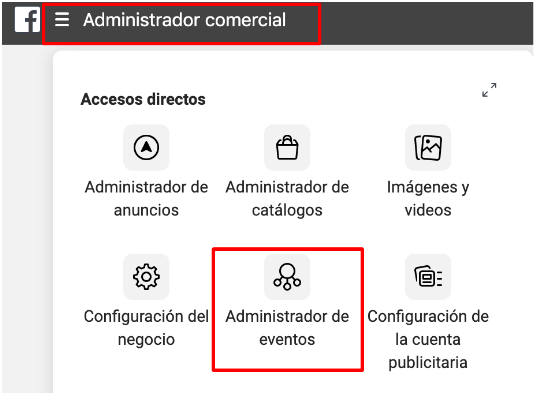 Administrador comercial
Accesos directos
Administrador de anuncios
Administrador de catálogos
Imágenes y videos
Configuración del negocio
Administrador de eventos
Configuración de la cuenta publicitaria